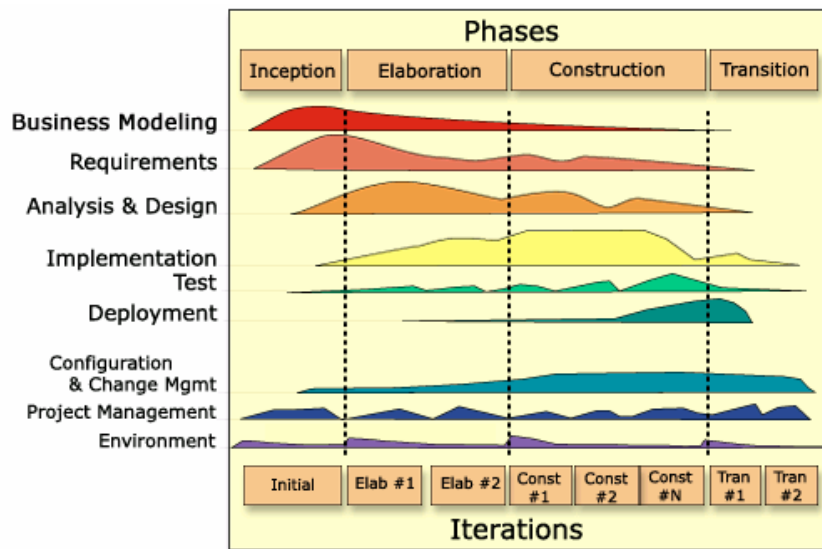 Phases
Inception Elaboration Construction Transition
Business Modeling
Requirements
Analysis & Design
Implementation
Test
Deployment
Configuration
& Change Mgmt
Project Management
Environment
Initial Elab #1 Elab #2 Const #1 Const #2 Const #N Tran #1 Tran #2
Iterations